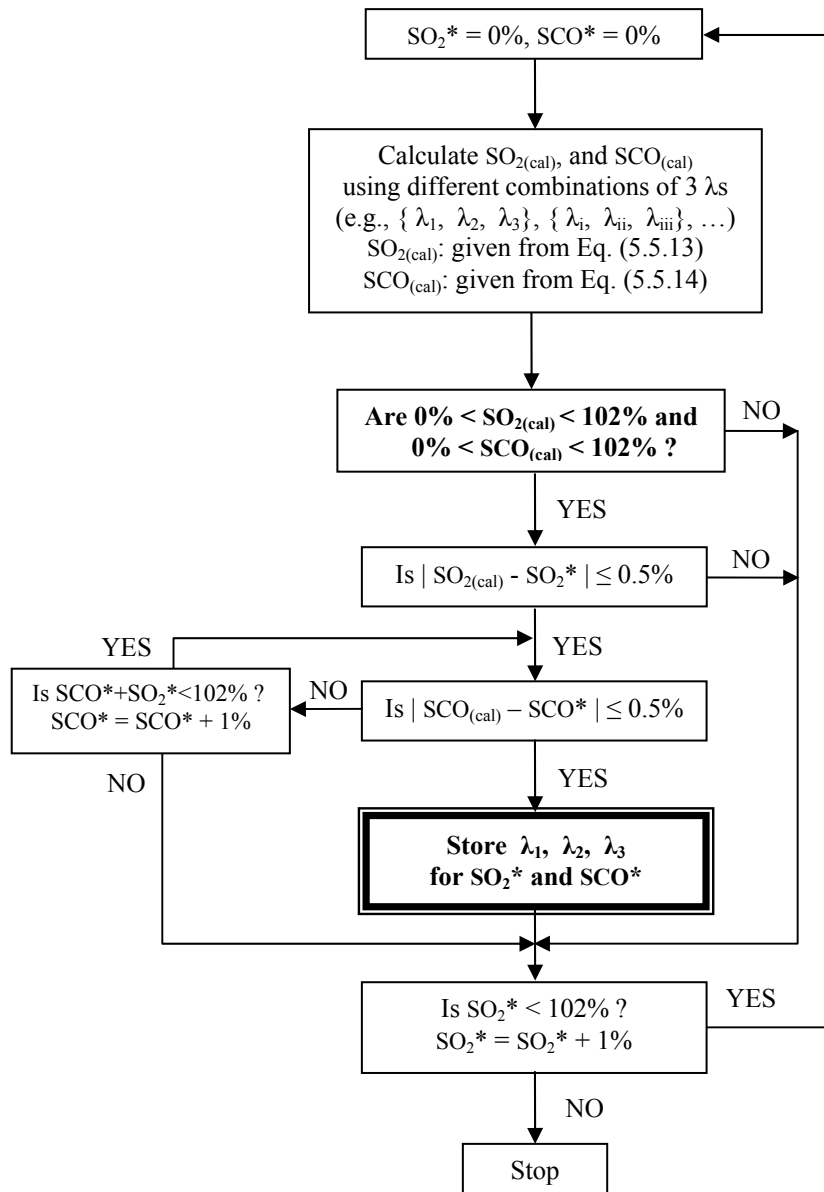 SO₂* = 0%, SCO* = 0%
Calculate SO₂₍cal₎, and SCO₍cal₎
using different combinations of 3 λs
(e.g., { λ₁, λ₂, λ₃}, { λᵢ, λᵢᵢ, λᵢᵢᵢ}, …)
SO₂₍cal₎: given from Eq. (5.5.13)
SCO₍cal₎: given from Eq. (5.5.14)
Are 0% < SO₂₍cal₎ < 102% and
0% < SCO₍cal₎ < 102% ?
NO
YES
Is | SO₂₍cal₎ - SO₂* | ≤ 0.5%
NO
YES
YES
Is SCO*+SO₂*<102% ?
SCO* = SCO* + 1%
NO
Is | SCO₍cal₎ – SCO* | ≤ 0.5%
NO
YES
Store λ₁, λ₂, λ₃
for SO₂* and SCO*
Is SO₂* < 102% ?
SO₂* = SO₂* + 1%
YES
NO
Stop